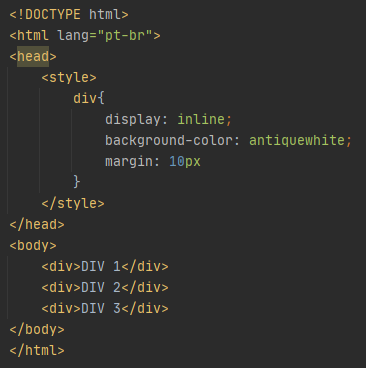 <!DOCTYPE html>
<html lang="pt-br">
<head>
    <style>
        div{
            display: inline;
            background-color: antiquewhite;
            margin: 10px
        }
    </style>
</head>
<body>
    <div>DIV 1</div>
    <div>DIV 2</div>
    <div>DIV 3</div>
</body>
</html>